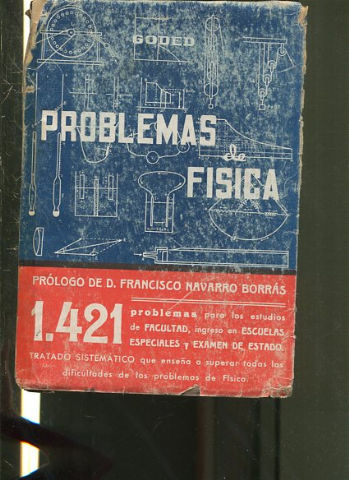 GODED
PROBLEMAS
de
FISICA
PRÓLOGO DE D. FRANCISCO NAVARRO BORRÁS
1.421 problemas para los estudios
de FACULTAD, ingreso en ESCUELAS
ESPECIALES y EXAMEN DE ESTADO.
TRATADO SISTEMÁTICO que enseña a superar todas las
dificultades de los problemas de Física.